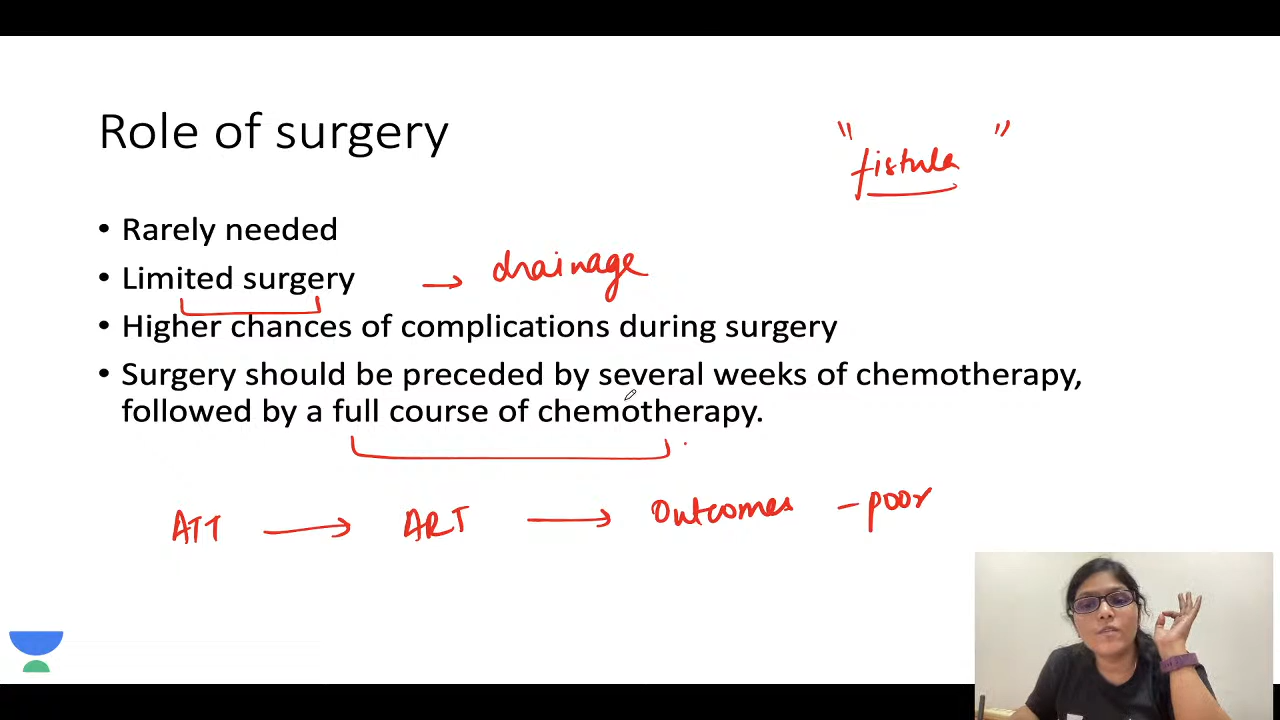 Role of surgery
" fistula "
• Rarely needed
• Limited surgery → drainage
• Higher chances of complications during surgery
• Surgery should be preceded by several weeks of chemotherapy,
followed by a full course of chemotherapy.
ATT → ART → Outcomes - poor